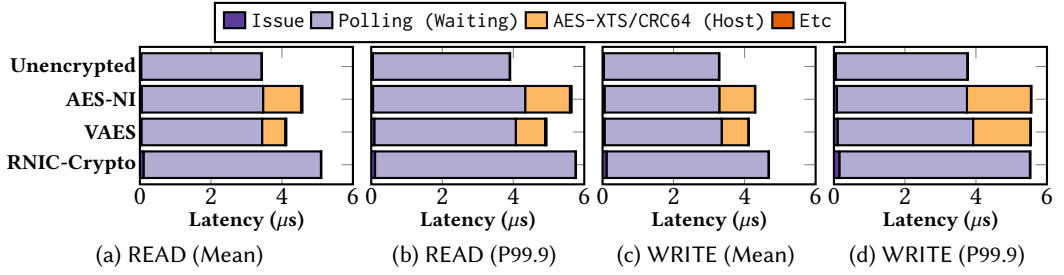 Issue Polling (Waiting) AES-XTS/CRC64 (Host) Etc
Unencrypted
AES-NI
VAES
RNIC-Crypto
0 2 4 6 0 2 4 6 0 2 4 6 0 2 4 6
Latency (μs) Latency (μs) Latency (μs) Latency (μs)
(a) READ (Mean) (b) READ (P99.9) (c) WRITE (Mean) (d) WRITE (P99.9)